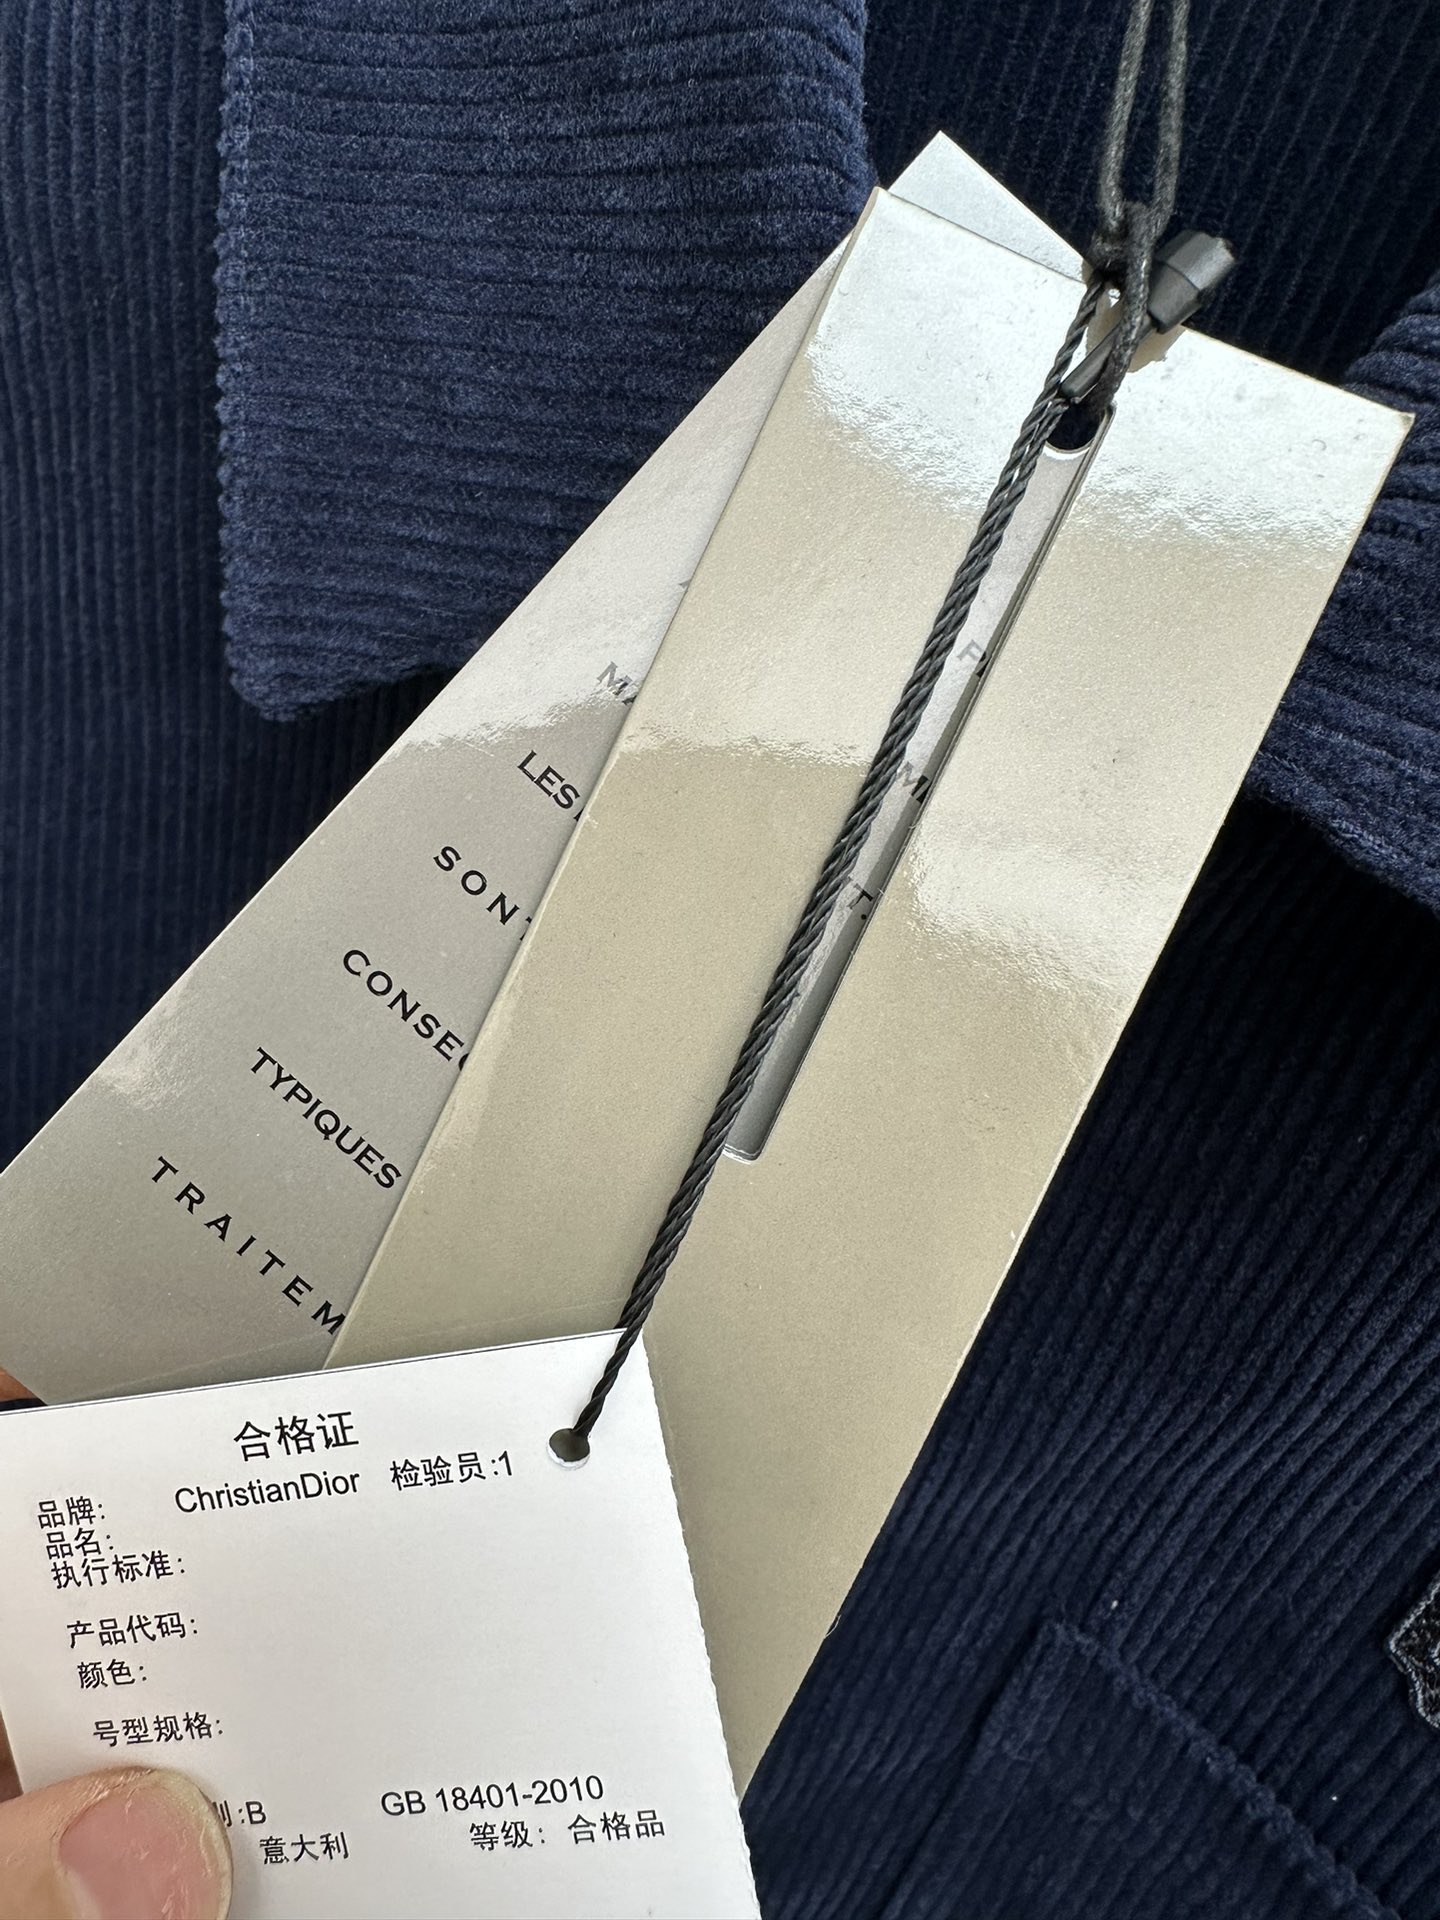 LES
SONT
CONSE
TYPIQUES
TRAITEM
合格证
品牌: ChristianDior 检验员:1
品名:
执行标准:
产品代码:
颜色:
号型规格:
别:B GB 18401-2010
意大利 等级: 合格品